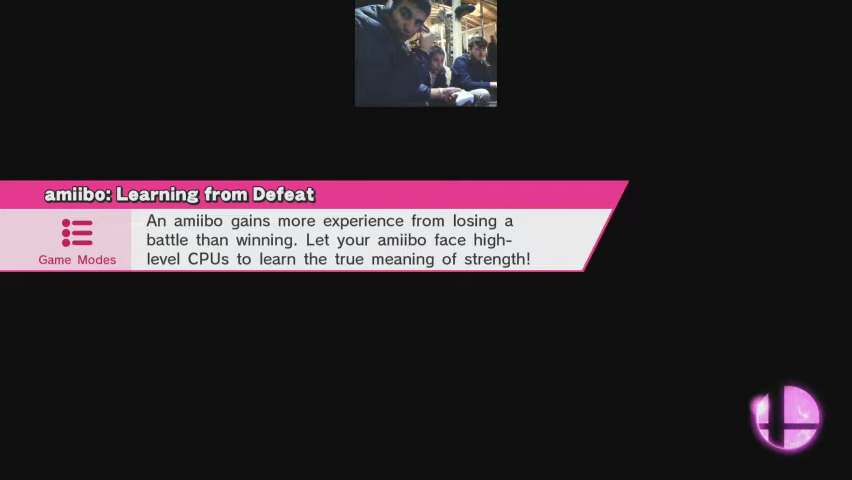 amiibo: Learning from Defeat
An amiibo gains more experience from losing a
battle than winning. Let your amiibo face high-
level CPUs to learn the true meaning of strength!
Game Modes